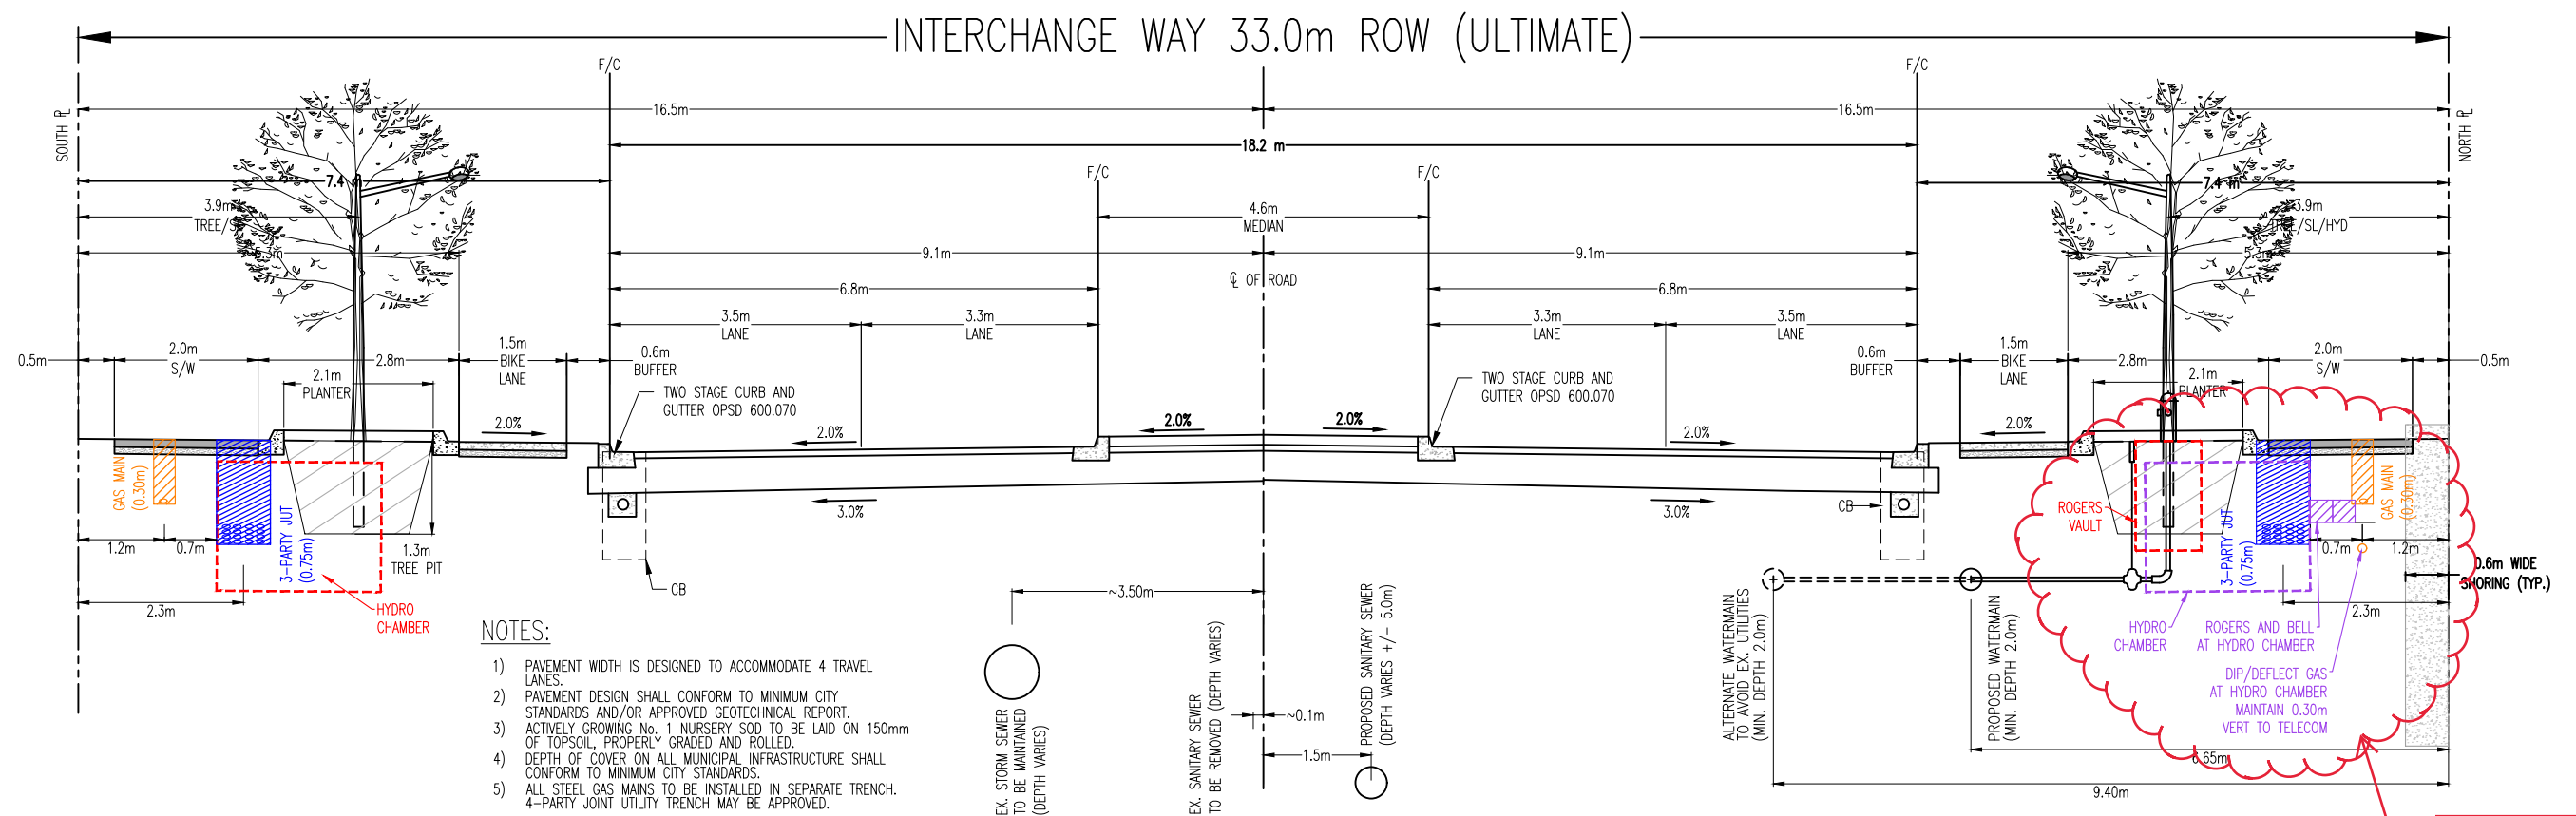 INTERCHANGE WAY 33.0m ROW (ULTIMATE)
F/C
F/C
16.5m
16.5m
SOUTH PL
NORTH PL
18.2 m
7.4
F/C
F/C
7.4 m
3.9m
TREE/S
4.6m
MEDIAN
3.9m
TREE/SL/HYD
5.3m
9.1m
9.1m
5.3
CL OF ROAD
6.8m
6.8m
3.5m
LANE
3.3m
LANE
3.3m
LANE
3.5m
LANE
0.5m
2.0m
S/W
2.8m
1.5m
BIKE
LANE
0.6m
BUFFER
0.6m
BUFFER
1.5m
BIKE
LANE
2.8m
2.0m
S/W
0.5m
2.1m
PLANTER
2.1m
PLANTER
TWO STAGE CURB AND
GUTTER OPSD 600.070
TWO STAGE CURB AND
GUTTER OPSD 600.070
2.0%
2.0%
2.0%
2.0%
2.0%
2.0%
GAS MAIN
(0.30m)
3-PARTY JUT
(0.75m)
3.0%
3.0%
CB
ROGERS
VAULT
3-PARTY JUT
(0.75m)
GAS MAIN
(0.30m)
1.2m
0.7m
1.3m
TREE PIT
0.7m
1.2m
0.6m WIDE
SHORING (TYP.)
2.3m
HYDRO
CHAMBER
CB
~3.50m
2.3m
HYDRO
CHAMBER
ROGERS AND BELL
AT HYDRO CHAMBER
DIP/DEFLECT GAS
AT HYDRO CHAMBER
MAINTAIN 0.30m
VERT TO TELECOM
NOTES:
1) PAVEMENT WIDTH IS DESIGNED TO ACCOMMODATE 4 TRAVEL
LANES.
2) PAVEMENT DESIGN SHALL CONFORM TO MINIMUM CITY
STANDARDS AND/OR APPROVED GEOTECHNICAL REPORT.
3) ACTIVELY GROWING No. 1 NURSERY SOD TO BE LAID ON 150mm
OF TOPSOIL, PROPERLY GRADED AND ROLLED.
4) DEPTH OF COVER ON ALL MUNICIPAL INFRASTRUCTURE SHALL
CONFORM TO MINIMUM CITY STANDARDS.
5) ALL STEEL GAS MAINS TO BE INSTALLED IN SEPARATE TRENCH.
4-PARTY JOINT UTILITY TRENCH MAY BE APPROVED.
EX. STORM SEWER
TO BE MAINTAINED
(DEPTH VARIES)
EX. SANITARY SEWER
TO BE REMOVED (DEPTH VARIES)
~0.1m
1.5m
PROPOSED SANITARY SEWER
(DEPTH VARIES +/- 5.0m)
ALTERNATE WATERMAIN
TO AVOID EX. UTILITIES
(MIN. DEPTH 2.0m)
PROPOSED WATERMAIN
(MIN. DEPTH 2.0m)
6.65m
9.40m